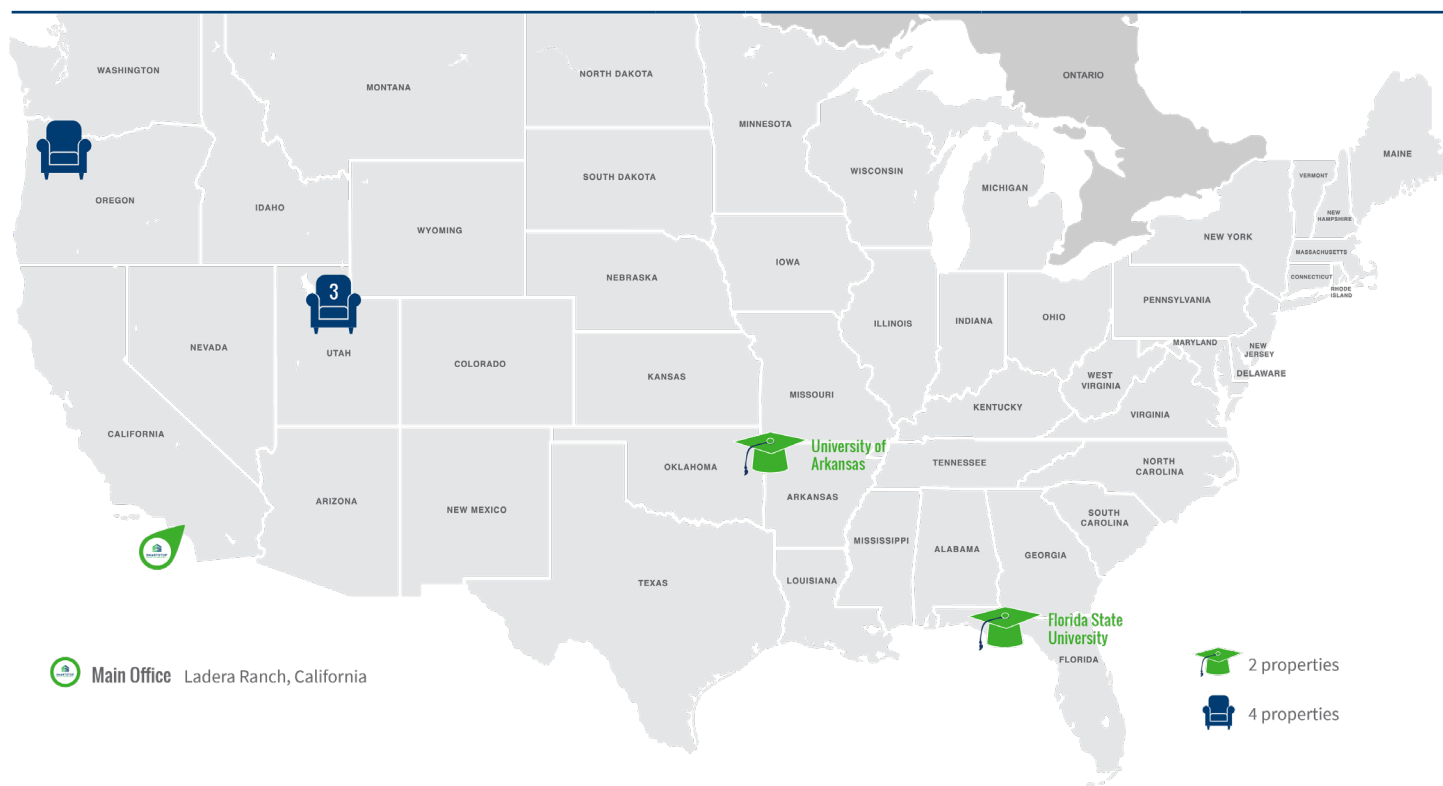 ONTARIO
WASHINGTON
MONTANA
NORTH DAKOTA
MINNESOTA
MAINE
WISCONSIN
SOUTH DAKOTA
VERMONT
MICHIGAN
OREGON
IDAHO
NEW
HAMPSHIRE
WYOMING
NEW YORK
MASSACHUSETTS
IOWA
NEBRASKA
CONNECTICUT
RHODE
ISLAND
3
PENNSYLVANIA
ILLINOIS
INDIANA
OHIO
NEVADA
UTAH
MARYLAND
NEW
JERSEY
COLORADO
DELAWARE
KANSAS
WEST
VIRGINIA
MISSOURI
KENTUCKY
VIRGINIA
CALIFORNIA
University of
Arkansas
OKLAHOMA
TENNESSEE
NORTH
CAROLINA
ARIZONA
ARKANSAS
NEW MEXICO
SOUTH
CAROLINA
MISSISSIPPI
ALABAMA
GEORGIA
TEXAS
LOUISIANA
Florida State
University
FLORIDA
Main Office Ladera Ranch, California
2 properties
4 properties